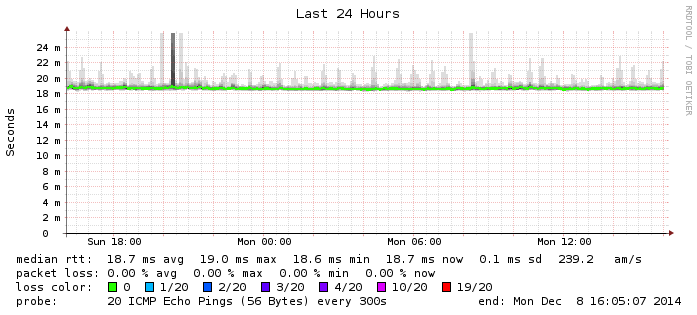 Last 24 Hours
RRDTOOL / TOBI OETIKER
Seconds
24 m
22 m
20 m
18 m
16 m
14 m
12 m
10 m
8 m
6 m
4 m
2 m
0
Sun 18:00 Mon 00:00 Mon 06:00 Mon 12:00
median rtt: 18.7 ms avg 19.0 ms max 18.6 ms min 18.7 ms now 0.1 ms sd 239.2 am/s
packet loss: 0.00 % avg 0.00 % max 0.00 % min 0.00 % now
loss color: 0 1/20 2/20 3/20 4/20 10/20 19/20
probe: 20 ICMP Echo Pings (56 Bytes) every 300s end: Mon Dec 8 16:05:07 2014